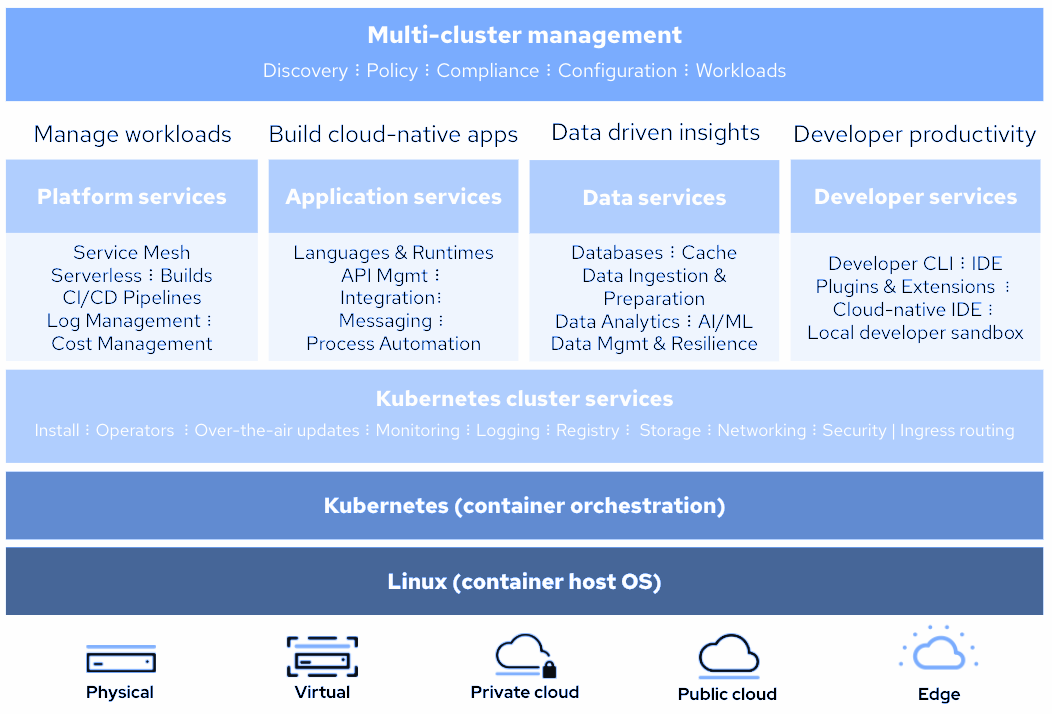 Multi-cluster management
Discovery ⋮ Policy ⋮ Compliance ⋮ Configuration ⋮ Workloads
Manage workloads
Platform services
Service Mesh
Serverless ⋮ Builds
CI/CD Pipelines
Log Management ⋮
Cost Management
Build cloud-native apps
Application services
Languages & Runtimes
API Mgmt ⋮
Integration⋮
Messaging ⋮
Process Automation
Data driven insights
Data services
Databases ⋮ Cache
Data Ingestion &
Preparation
Data Analytics ⋮ AI/ML
Data Mgmt & Resilience
Developer productivity
Developer services
Developer CLI ⋮ IDE
Plugins & Extensions ⋮
Cloud-native IDE ⋮
Local developer sandbox
Kubernetes cluster services
Install ⋮ Operators ⋮ Over-the-air updates ⋮ Monitoring ⋮ Logging ⋮ Registry ⋮ Storage ⋮ Networking ⋮ Security | Ingress routing
Kubernetes (container orchestration)
Linux (container host OS)
Physical
Virtual
Private cloud
Public cloud
Edge